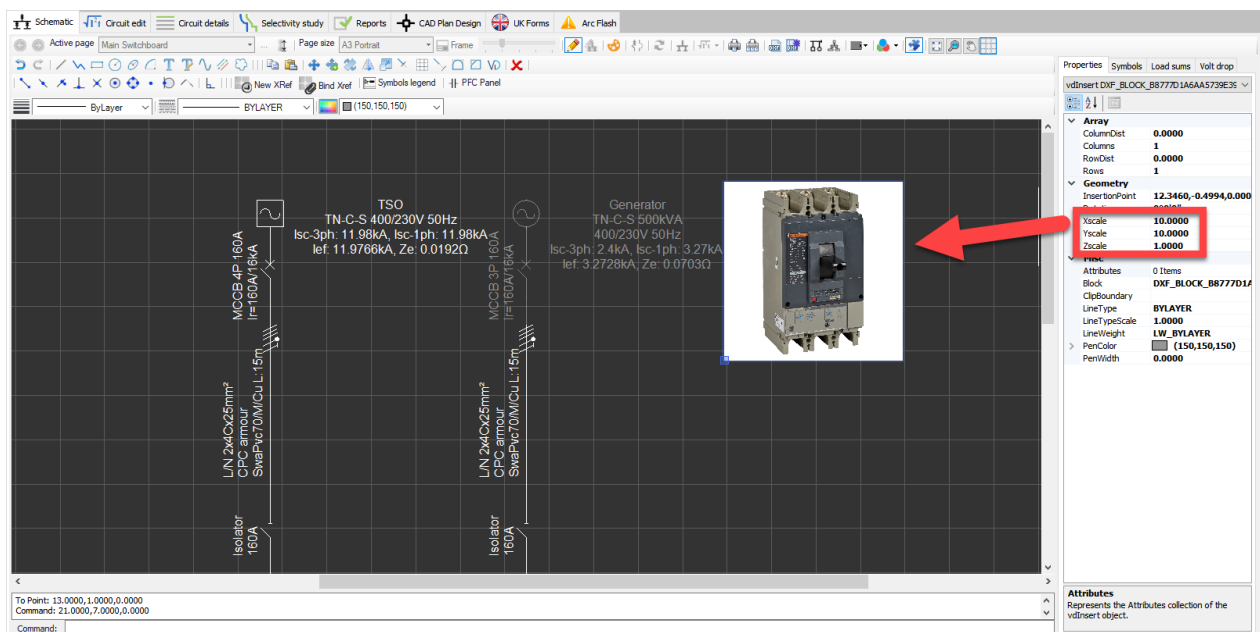 Schematic Circuit edit Circuit details Selectivity study Reports CAD Plan Design UK Forms Arc Flash
Active page Main Switchboard ... Page size A3 Portrait Frame
New XRef Bind Xref Symbols legend PFC Panel
ByLayer BYLAYER (150,150,150)
TSO
TN-C-S 400/230V 50Hz
Isc-3ph: 11.98kA, Isc-1ph: 11.98kA
Ief: 11.9766kA, Ze: 0.0192Ω
MCCB 4P 160A
Ir=160A/16kA
L/N 2x4Cx25mm²
CPC armour
SwaPvc70/M/Cu L:15m
Isolator
160A
Generator
TN-C-S 500kVA
400/230V 50Hz
Isc-3ph: 2.4kA, Isc-1ph: 3.27kA
Ief: 3.2728kA, Ze: 0.0703Ω
MCCB 3P 160A
Ir=160A/16kA
L/N 2x4Cx25mm²
CPC armour
SwaPvc70/M/Cu L:15m
Isolator
160A
To Point: 13.0000,1.0000,0.0000
Command: 21.0000,7.0000,0.0000
Command:
Properties Symbols Load sums Volt drop
vdInsert DXF_BLOCK_B8777D1A6AA5739E39
Array
ColumnDist 0.0000
Columns 1
RowDist 0.0000
Rows 1
Geometry
InsertionPoint 12.3460,-0.4994,0.000
Xscale 10.0000
Yscale 10.0000
Zscale 1.0000
Misc
Attributes 0 Items
Block DXF_BLOCK_B8777D1A
ClipBoundary
LineType BYLAYER
LineTypeScale 1.0000
LineWeight LW_BYLAYER
PenColor (150,150,150)
PenWidth 0.0000
Attributes
Represents the Attributes collection of the
vdInsert object.